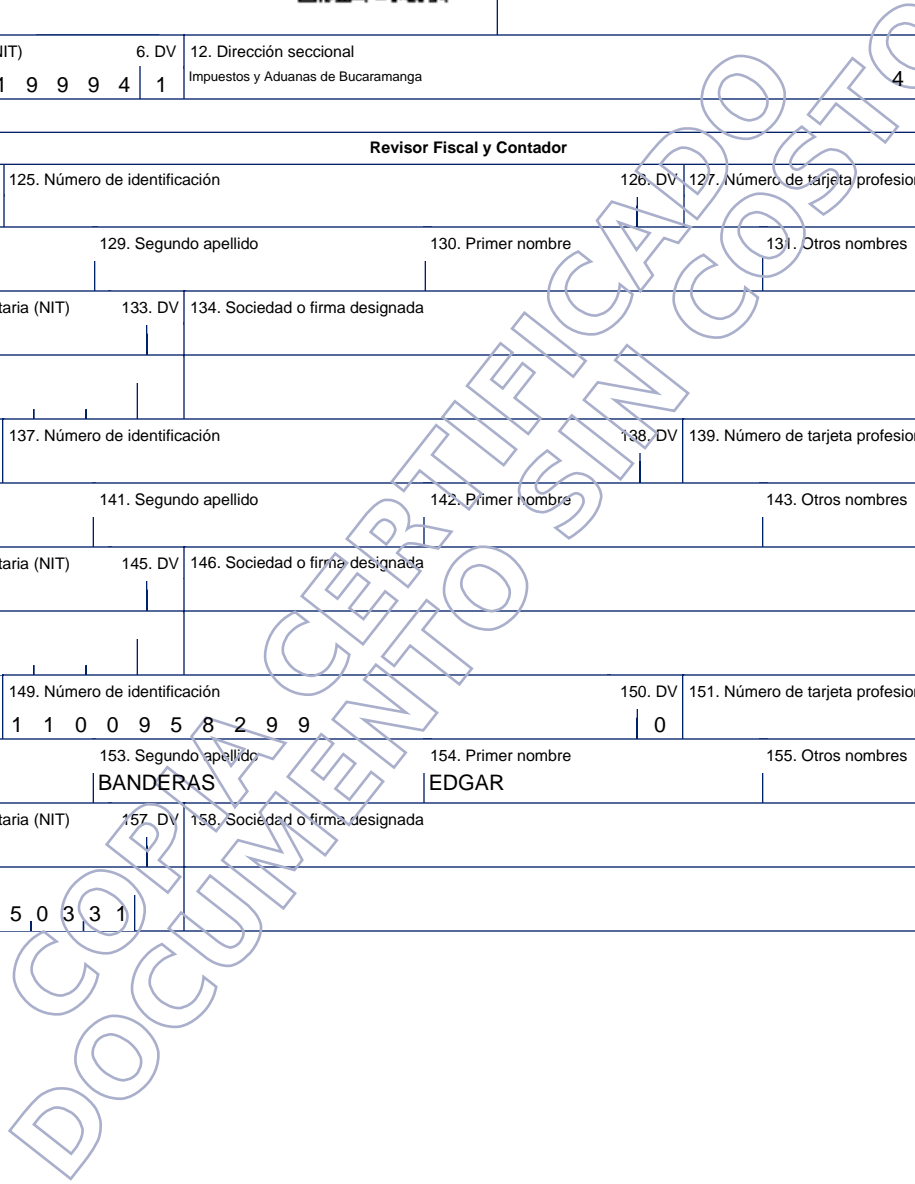 NIT) 6. DV 12. Dirección seccional
1 9 9 9 4 1 Impuestos y Aduanas de Bucaramanga 4
Revisor Fiscal y Contador
125. Número de identificación 126. DV 127. Número de tarjeta profesion
129. Segundo apellido 130. Primer nombre 131. Otros nombres
taria (NIT) 133. DV 134. Sociedad o firma designada
137. Número de identificación 138. DV 139. Número de tarjeta profesion
141. Segundo apellido 142. Primer nombre 143. Otros nombres
taria (NIT) 145. DV 146. Sociedad o firma designada
149. Número de identificación 150. DV 151. Número de tarjeta profesion
1 1 0 0 9 5 8 2 9 9 0
153. Segundo apellido 154. Primer nombre 155. Otros nombres
BANDERAS EDGAR
taria (NIT) 157. DV 158. Sociedad o firma designada
5 0 3 3 1
COPIA CERTIFICADO
DOCUMENTO SIN COSTO